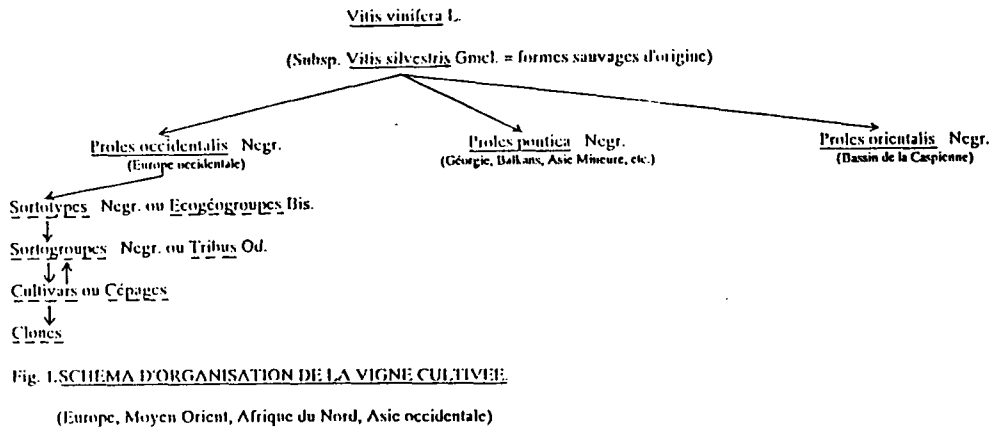 Vitis vinifera L.
(Subsp. Vitis silvestris Gmel. = formes sauvages d'origine)
Proles occidentalis Negr.
(Europe occidentale)
Proles pontica Negr.
(Géorgie, Balkans, Asie Mineure, etc.)
Proles orientalis Negr.
(Bassin de la Caspienne)
Sortotypes Negr. ou Ecogéogroupes Bis.
Sortogroupes Negr. ou Tribus Od.
Cultivars ou Cépages
Clones
Fig. 1.SCHEMA D'ORGANISATION DE LA VIGNE CULTIVEE.
(Europe, Moyen Orient, Afrique du Nord, Asie occidentale)